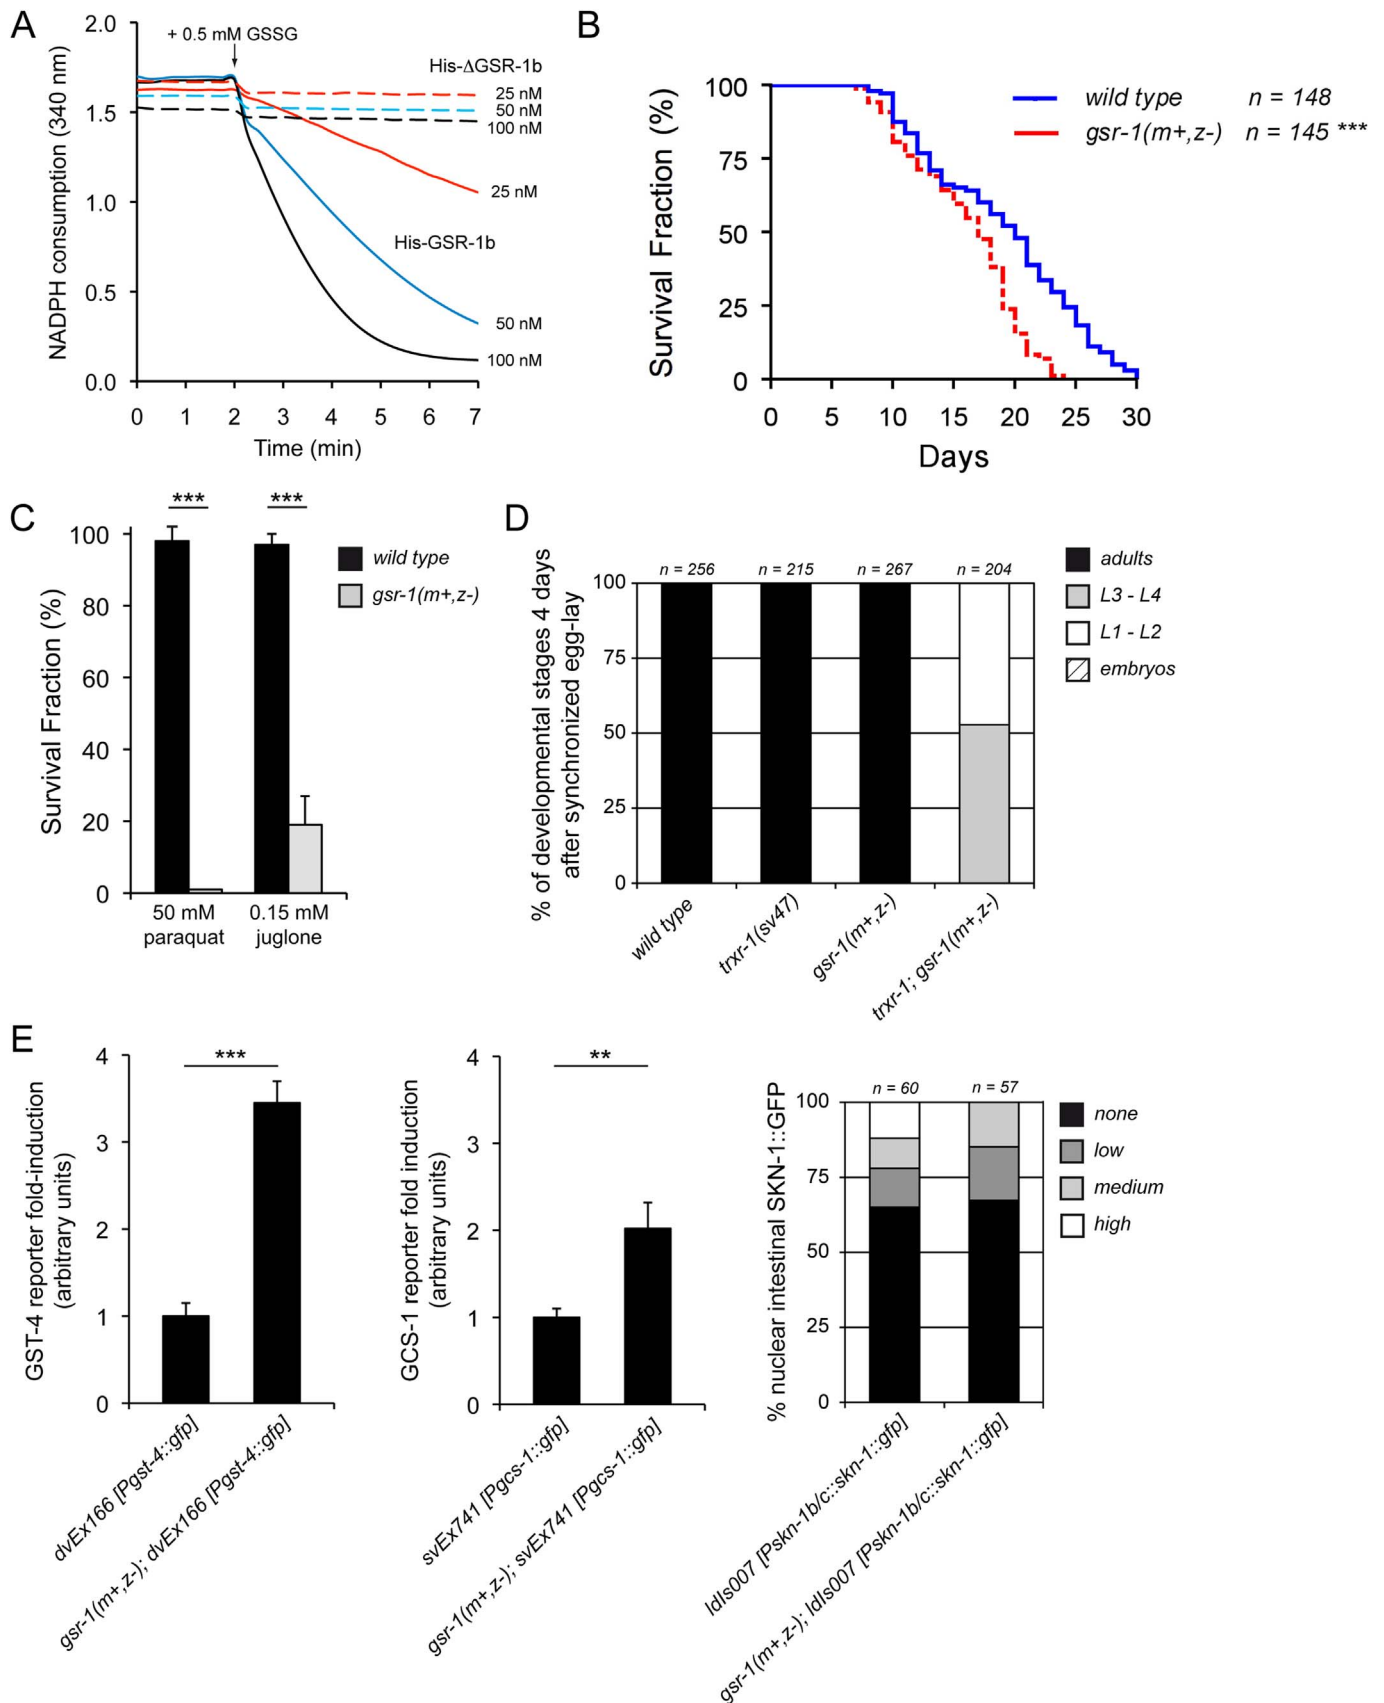 A
2.0
1.5
1.0
0.5
0.0
NADPH consumption (340 nm)
+ 0.5 mM GSSG
His-ΔGSR-1b
25 nM
50 nM
100 nM
25 nM
His-GSR-1b
50 nM
100 nM
0 1 2 3 4 5 6 7
Time (min)
B
100
75
50
25
0
Survival Fraction (%)
wild type n = 148
gsr-1(m+,z-) n = 145 ***
0 5 10 15 20 25 30
Days
C
*** ***
100
80
60
40
20
0
Survival Fraction (%)
wild type
gsr-1(m+,z-)
50 mM
paraquat
0.15 mM
juglone
D
% of developmental stages 4 days
after synchronized egg-lay
n = 256 n = 215 n = 267 n = 204
100
75
50
25
0
adults
L3 - L4
L1 - L2
embryos
wild type
trxr-1(sv47)
gsr-1(m+,z-)
trxr-1; gsr-1(m+,z-)
E
GST-4 reporter fold-induction
(arbitrary units)
4
3
2
1
0
***
dvEx166 [Pgst-4::gfp]
gsr-1(m+,z-); dvEx166 [Pgst-4::gfp]
GCS-1 reporter fold induction
(arbitrary units)
4
3
2
1
0
**
svEx741 [Pgcs-1::gfp]
gsr-1(m+,z-); svEx741 [Pgcs-1::gfp]
% nuclear intestinal SKN-1::GFP
n = 60 n = 57
100
75
50
25
0
none
low
medium
high
ldIs007 [Pskn-1b/c::skn-1::gfp]
gsr-1(m+,z-); ldIs007 [Pskn-1b/c::skn-1::gfp]